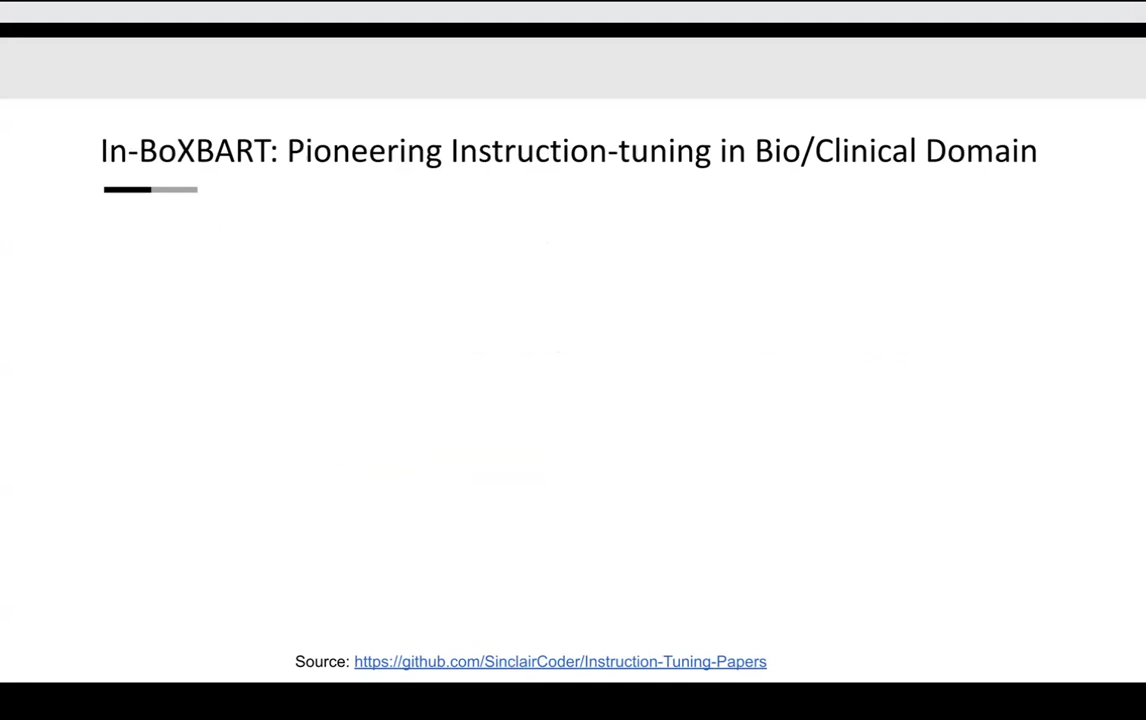 In-BoXBART: Pioneering Instruction-tuning in Bio/Clinical Domain
Source: https://github.com/SinclairCoder/Instruction-Tuning-Papers